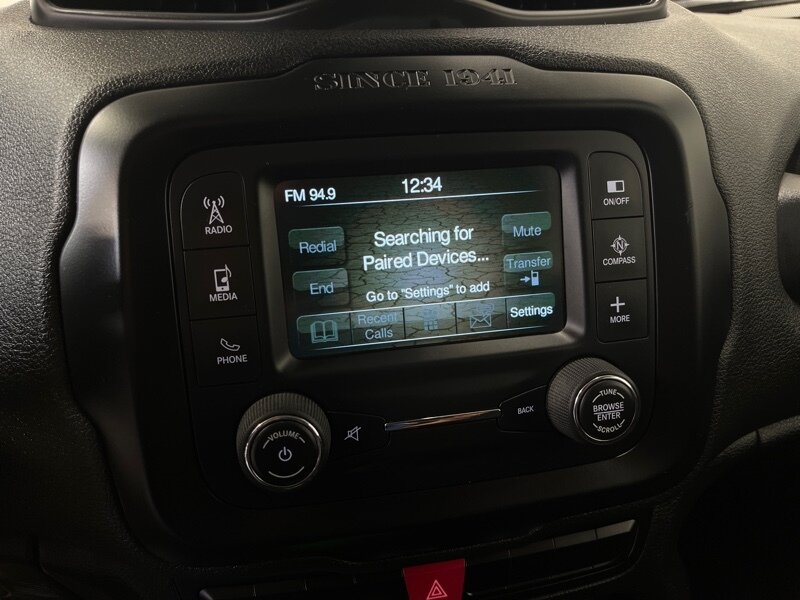 SINCE 1941
FM 94.9
12:34
RADIO
MEDIA
PHONE
Redial
End
Searching for
Paired Devices...
Go to "Settings" to add
Mute
Transfer
Recent
Calls
Settings
ON/OFF
N
COMPASS
MORE
VOLUME
BACK
TUNE
BROWSE
ENTER
SCROLL